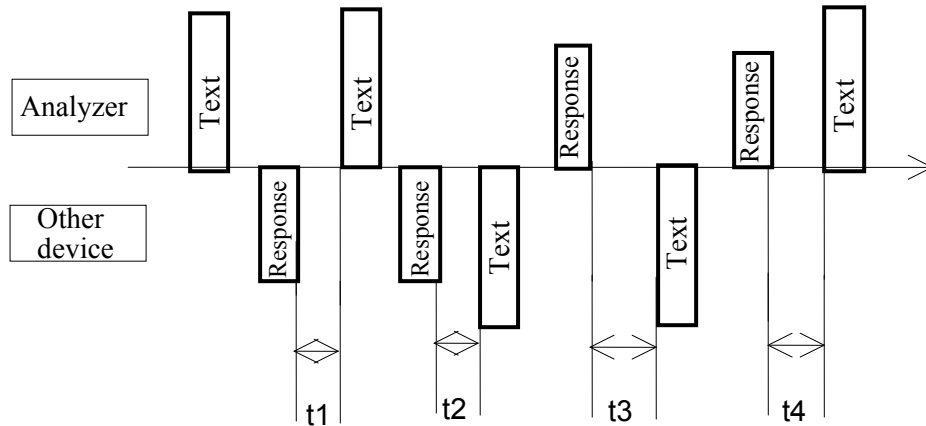 Analyzer
Text
Text
Response
Response
Text
Other
device
Response
Response
Text
Text
t1
t2
t3
t4